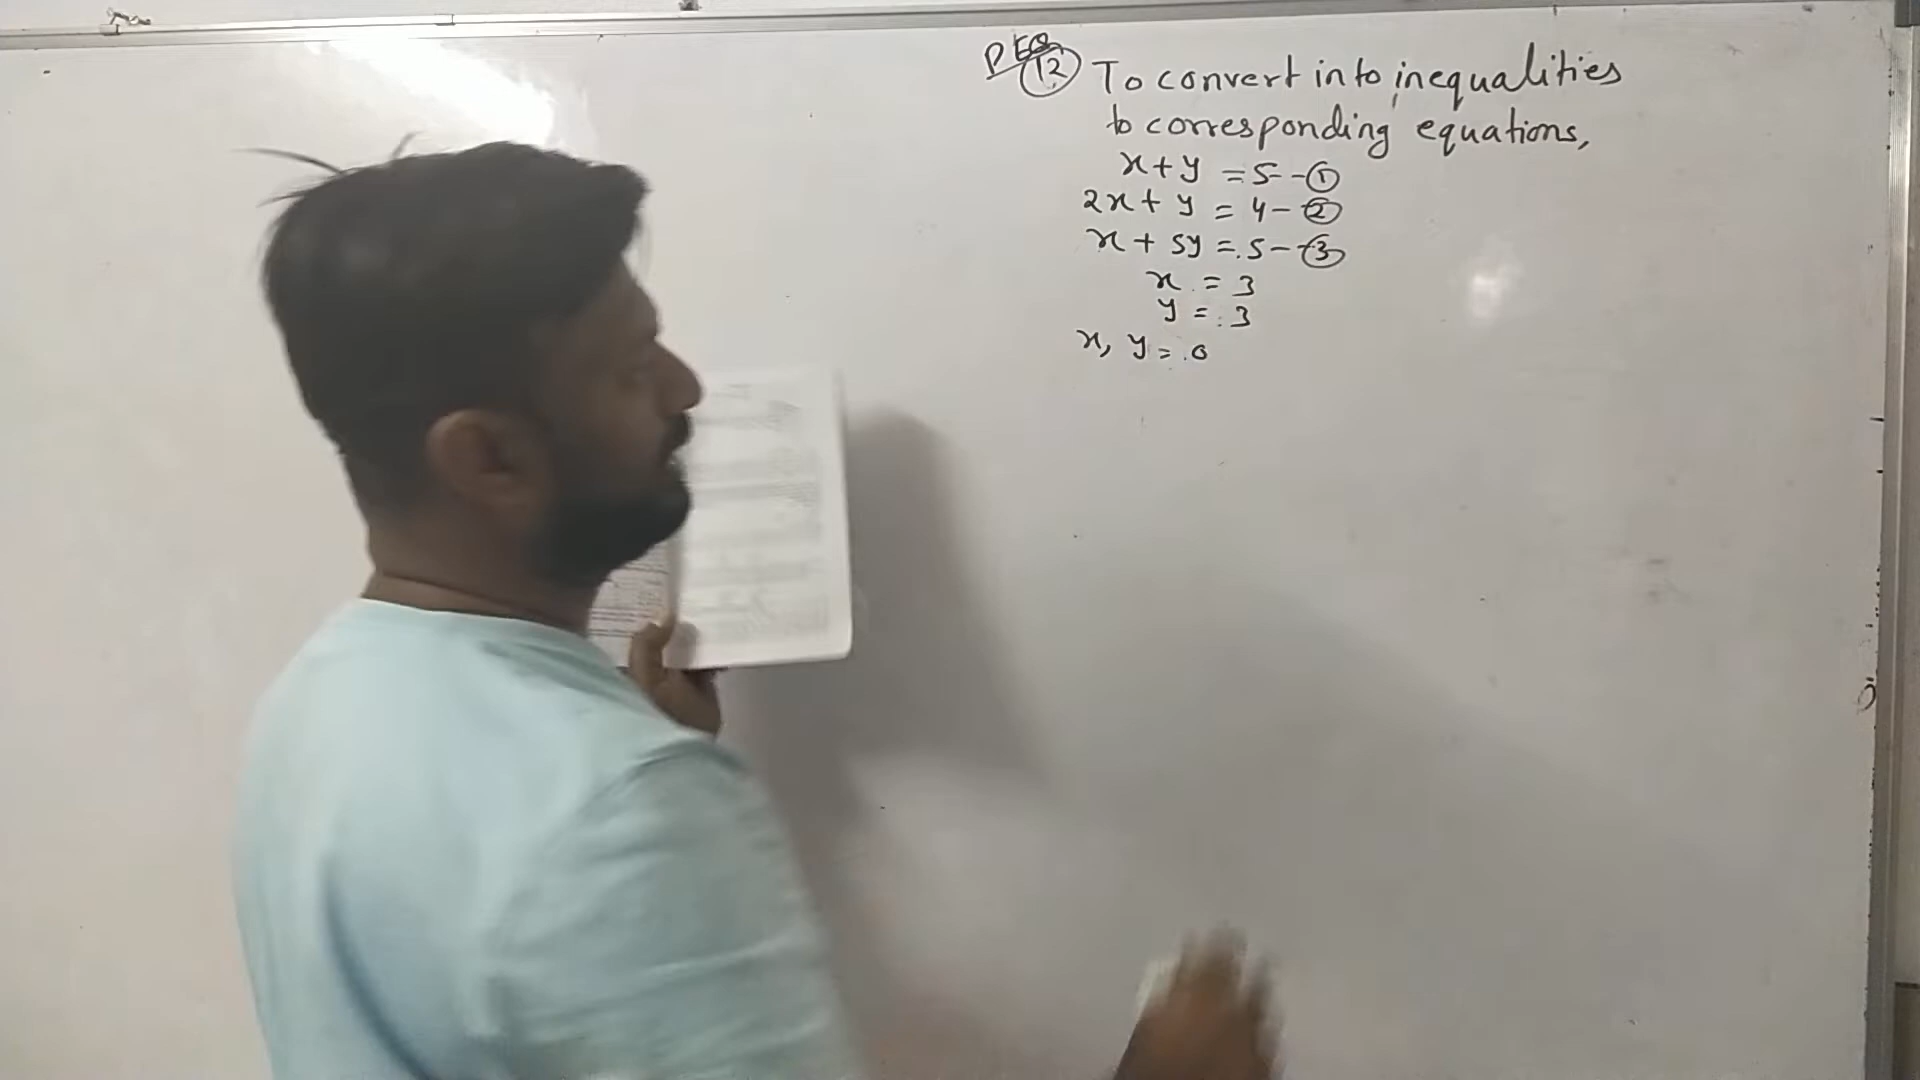 PEQ
12 To convert into inequalities
to corresponding equations,
x + y = 5 - 1
2x + y = 4 - 2
x + 5y = 5 - 3
x = 3
y = 3
x, y = 0